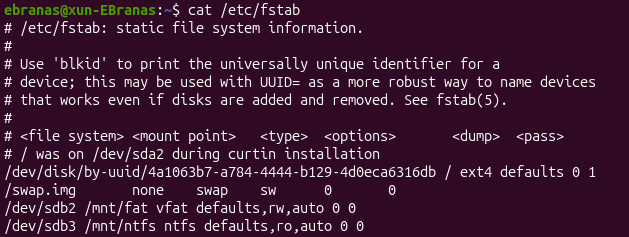 ebranas@xun-EBranas:~$ cat /etc/fstab
# /etc/fstab: static file system information.
#
# Use 'blkid' to print the universally unique identifier for a
# device; this may be used with UUID= as a more robust way to name devices
# that works even if disks are added and removed. See fstab(5).
#
# <file system> <mount point>   <type>  <options>       <dump>  <pass>
# / was on /dev/sda2 during curtin installation
/dev/disk/by-uuid/4a1063b7-a784-4444-b129-4d0eca6316db / ext4 defaults 0 1
/swap.img       none    swap    sw      0       0
/dev/sdb2 /mnt/fat vfat defaults,rw,auto 0 0
/dev/sdb3 /mnt/ntfs ntfs defaults,ro,auto 0 0